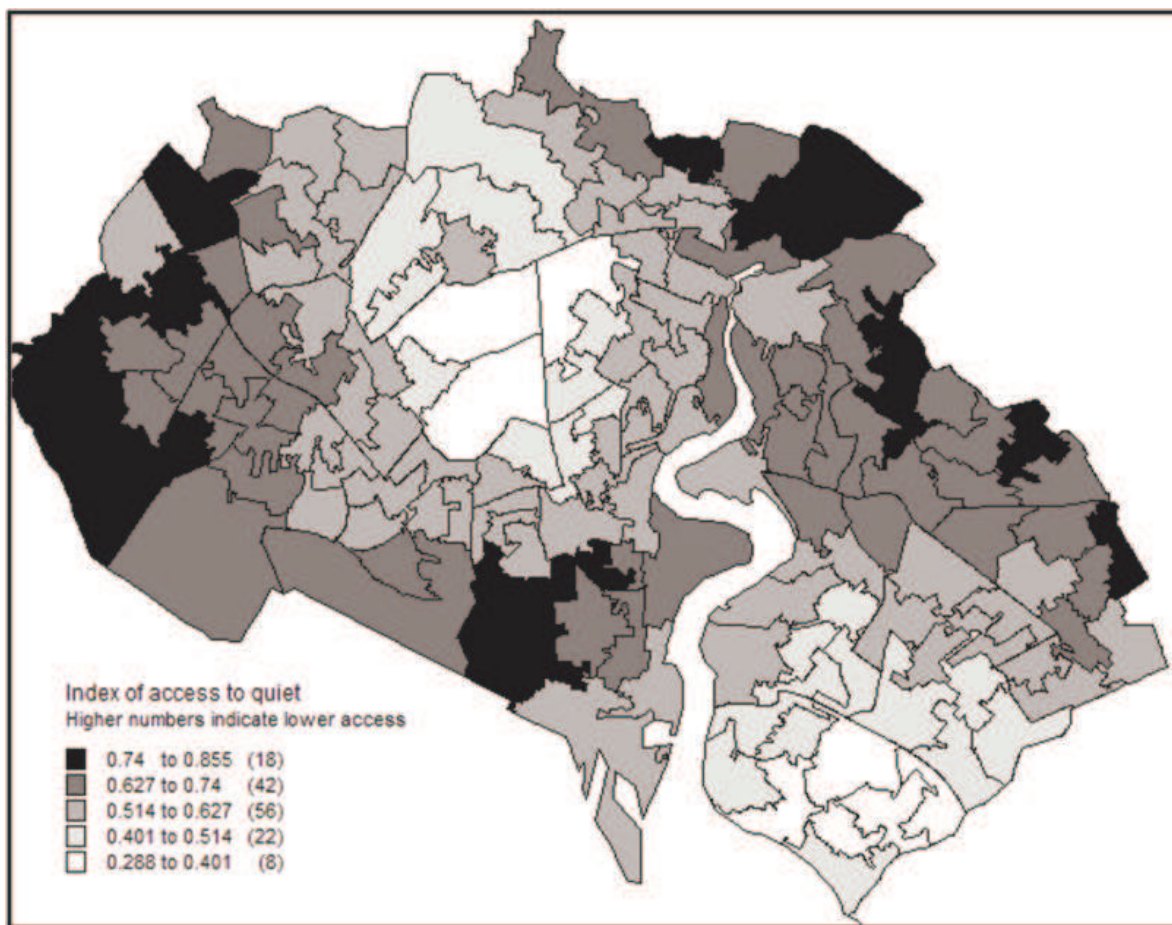 Index of access to quiet
Higher numbers indicate lower access
0.74 to 0.855 (18)
0.627 to 0.74 (42)
0.514 to 0.627 (56)
0.401 to 0.514 (22)
0.288 to 0.401 (8)